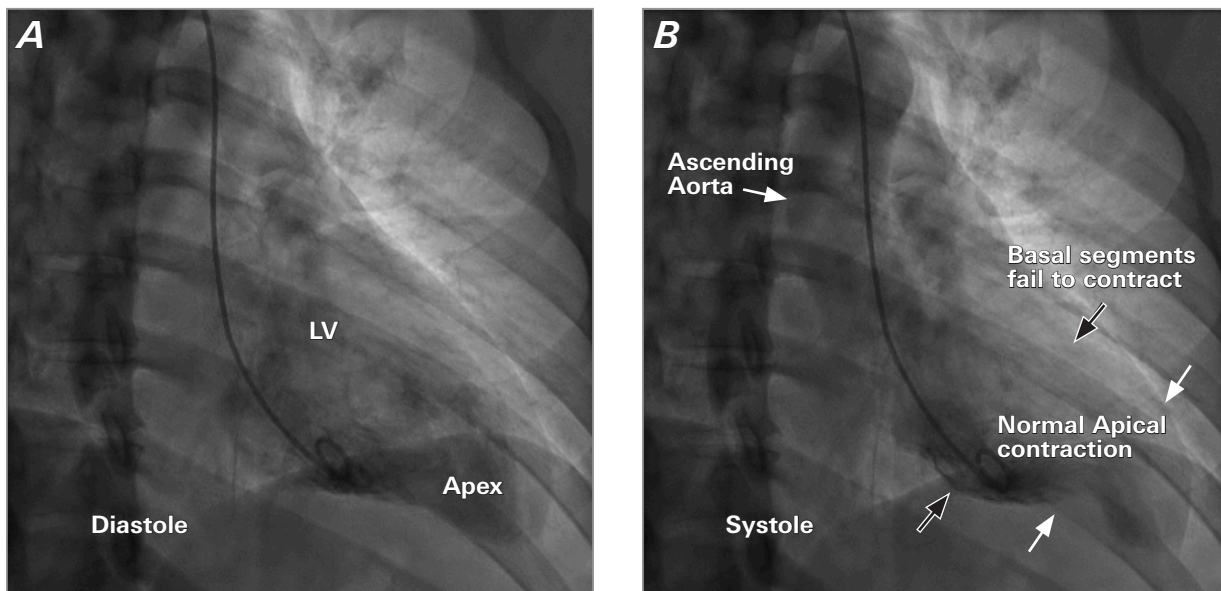 A
LV
Apex
Diastole
B
Ascending
Aorta
Basal segments
fail to contract
Normal Apical
contraction
Systole